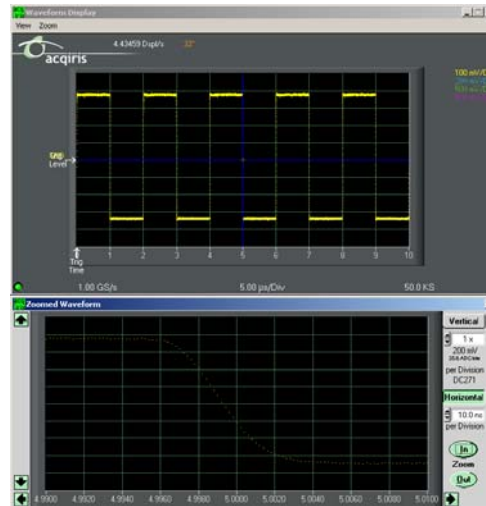 Waveform Display
View Zoom
4.43459 Dspl/s 32°
acqiris
100 mV/D
Level
1 2 3 4 5 6 7 8 9 10
Trig
Time
1.00 GS/s 5.00 µs/Div 50.0 KS
Zoomed Waveform
Vertical
1 x
200 mV/
per Division
DC271
Horizontal
10.0 ns
per Division
In
Zoom
Out
4.9900 4.9920 4.9940 4.9960 4.9980 5.0000 5.0020 5.0040 5.0060 5.0080 5.0100